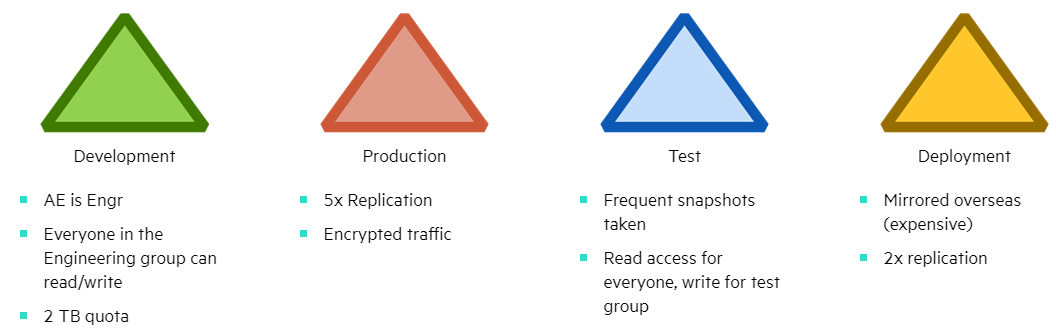 Development
AE is Engr
Everyone in the
Engineering group can
read/write
2 TB quota
Production
5x Replication
Encrypted traffic
Test
Frequent snapshots
taken
Read access for
everyone, write for test
group
Deployment
Mirrored overseas
(expensive)
2x replication